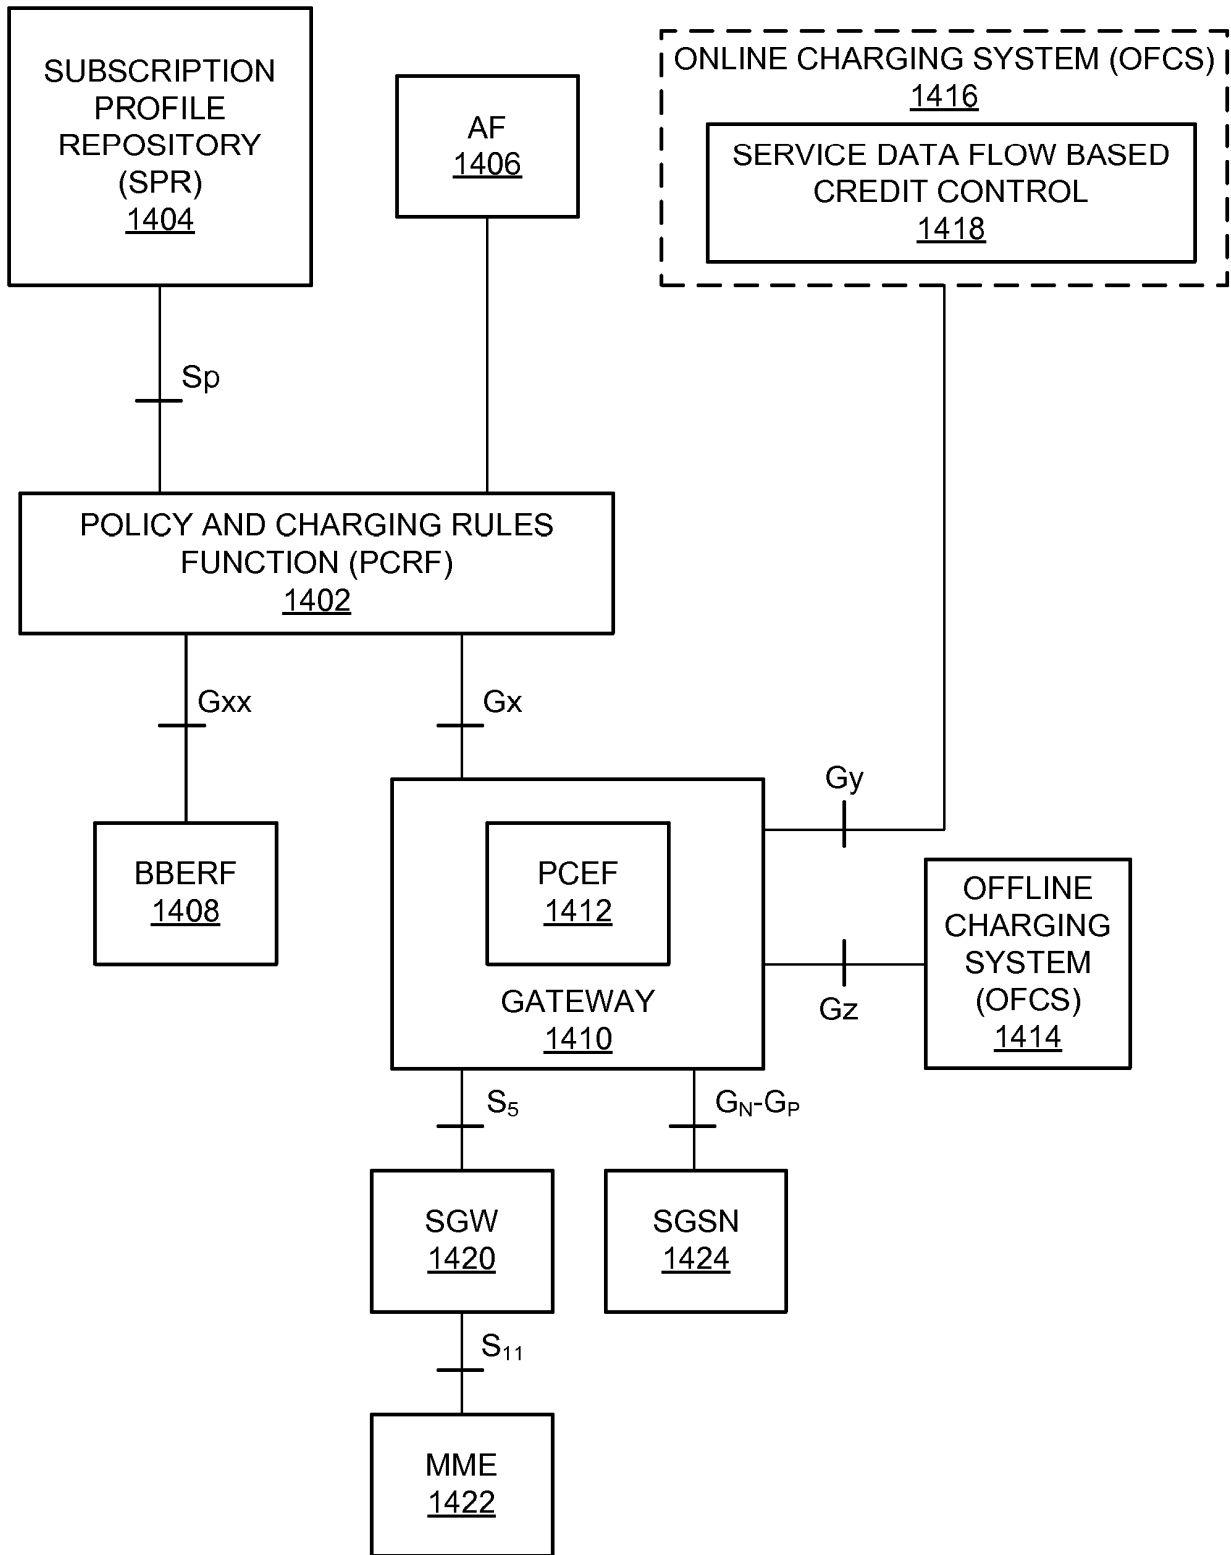 SUBSCRIPTION
PROFILE
REPOSITORY
(SPR)
1404
AF
1406
ONLINE CHARGING SYSTEM (OFCS)
1416
SERVICE DATA FLOW BASED
CREDIT CONTROL
1418
Sp
POLICY AND CHARGING RULES
FUNCTION (PCRF)
1402
Gxx
Gx
Gy
BBERF
1408
PCEF
1412
GATEWAY
1410
OFFLINE
CHARGING
SYSTEM
(OFCS)
1414
Gz
S5
GN-GP
SGW
1420
SGSN
1424
S11
MME
1422